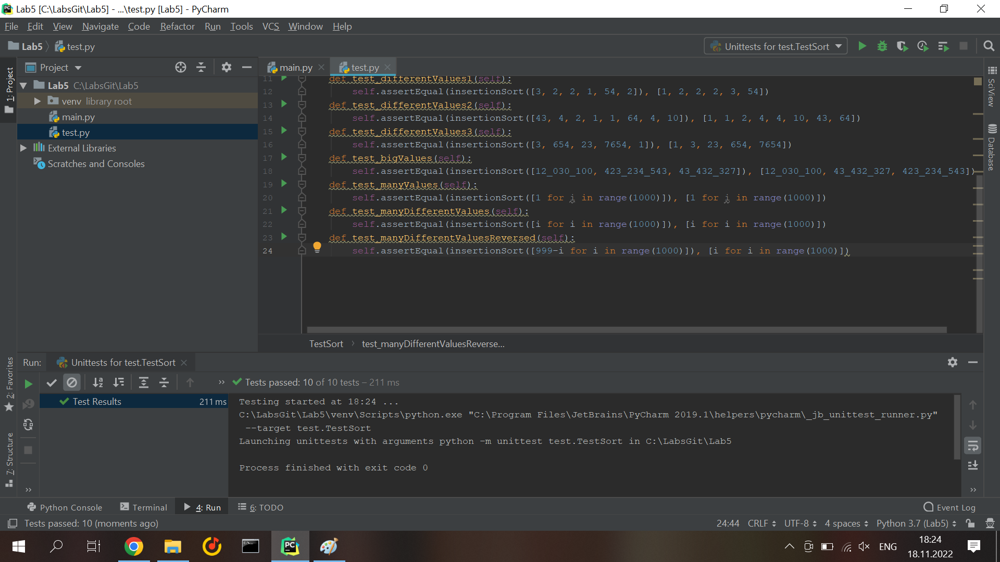 Lab5 [C:\LabsGit\Lab5] - ...\test.py [Lab5] - PyCharm
File Edit View Navigate Code Refactor Run Tools VCS Window Help
Lab5 test.py
Unittests for test.TestSort
1: Project
Project
main.py test.py
Lab5 C:\LabsGit\Lab5
venv library root
main.py
test.py
External Libraries
Scratches and Consoles
11 def test_differentValues1(self):
12 self.assertEqual(insertionSort([3, 2, 2, 1, 54, 2]), [1, 2, 2, 2, 3, 54])
13 def test_differentValues2(self):
14 self.assertEqual(insertionSort([43, 4, 2, 1, 1, 64, 4, 10]), [1, 1, 2, 4, 4, 10, 43, 64])
15 def test_differentValues3(self):
16 self.assertEqual(insertionSort([3, 654, 23, 7654, 1]), [1, 3, 23, 654, 7654])
17 def test_bigValues(self):
18 self.assertEqual(insertionSort([12_030_100, 423_234_543, 43_432_327]), [12_030_100, 43_432_327, 423_234_543])
19 def test_manyValues(self):
20 self.assertEqual(insertionSort([1 for i in range(1000)]), [1 for i in range(1000)])
21 def test_manyDifferentValues(self):
22 self.assertEqual(insertionSort([i for i in range(1000)]), [i for i in range(1000)])
23 def test_manyDifferentValuesReversed(self):
24 self.assertEqual(insertionSort([999-i for i in range(1000)]), [i for i in range(1000)])
SciView
Database
TestSort test_manyDifferentValuesReverse...
2: Favorites
7: Structure
Run: Unittests for test.TestSort
Tests passed: 10 of 10 tests – 211 ms
Test Results 211 ms
Testing started at 18:24 ...
C:\LabsGit\Lab5\venv\Scripts\python.exe "C:\Program Files\JetBrains\PyCharm 2019.1\helpers\pycharm\_jb_unittest_runner.py"
--target test.TestSort
Launching unittests with arguments python -m unittest test.TestSort in C:\LabsGit\Lab5
Process finished with exit code 0
Python Console Terminal 4: Run 6: TODO Event Log
Tests passed: 10 (moments ago) 24:44 CRLF UTF-8 4 spaces Python 3.7 (Lab5)
ENG
18:24
18.11.2022